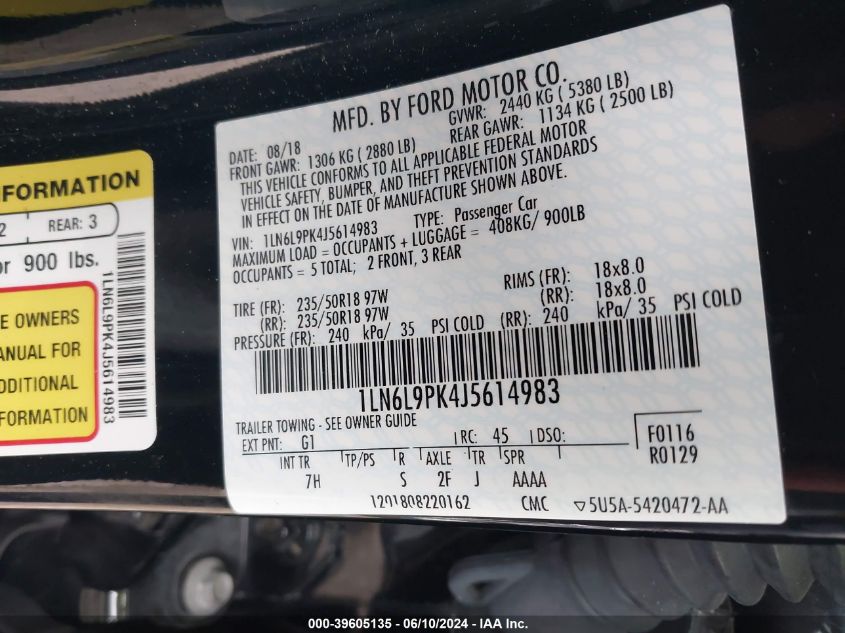 NFORMATION
2 REAR: 3
or 900 lbs.
E OWNERS
ANUAL FOR
DDITIONAL
FORMATION
1LN6L9PK4J5614983
MFD. BY FORD MOTOR CO.
DATE: 08/18 GVWR: 2440 KG ( 5380 LB)
FRONT GAWR: 1306 KG ( 2880 LB) REAR GAWR: 1134 KG ( 2500 LB)
THIS VEHICLE CONFORMS TO ALL APPLICABLE FEDERAL MOTOR
VEHICLE SAFETY, BUMPER, AND THEFT PREVENTION STANDARDS
IN EFFECT ON THE DATE OF MANUFACTURE SHOWN ABOVE.
VIN: 1LN6L9PK4J5614983 TYPE: Passenger Car
MAXIMUM LOAD = OCCUPANTS + LUGGAGE = 408KG/ 900LB
OCCUPANTS = 5 TOTAL; 2 FRONT, 3 REAR
TIRE (FR): 235/50R18 97W RIMS (FR): 18x8.0
(RR): 235/50R18 97W (RR): 18x8.0
PRESSURE (FR): 240 kPa/ 35 PSI COLD (RR): 240 kPa/ 35 PSI COLD
1LN6L9PK4J5614983
TRAILER TOWING - SEE OWNER GUIDE
EXT PNT: G1 RC: 45 DSO: F0116
INT TR TP/PS R AXLE TR SPR R0129
7H S 2F J AAAA
1201808220162 CMC ▽5U5A-5420472-AA
000-39605135 - 06/10/2024 - IAA Inc.